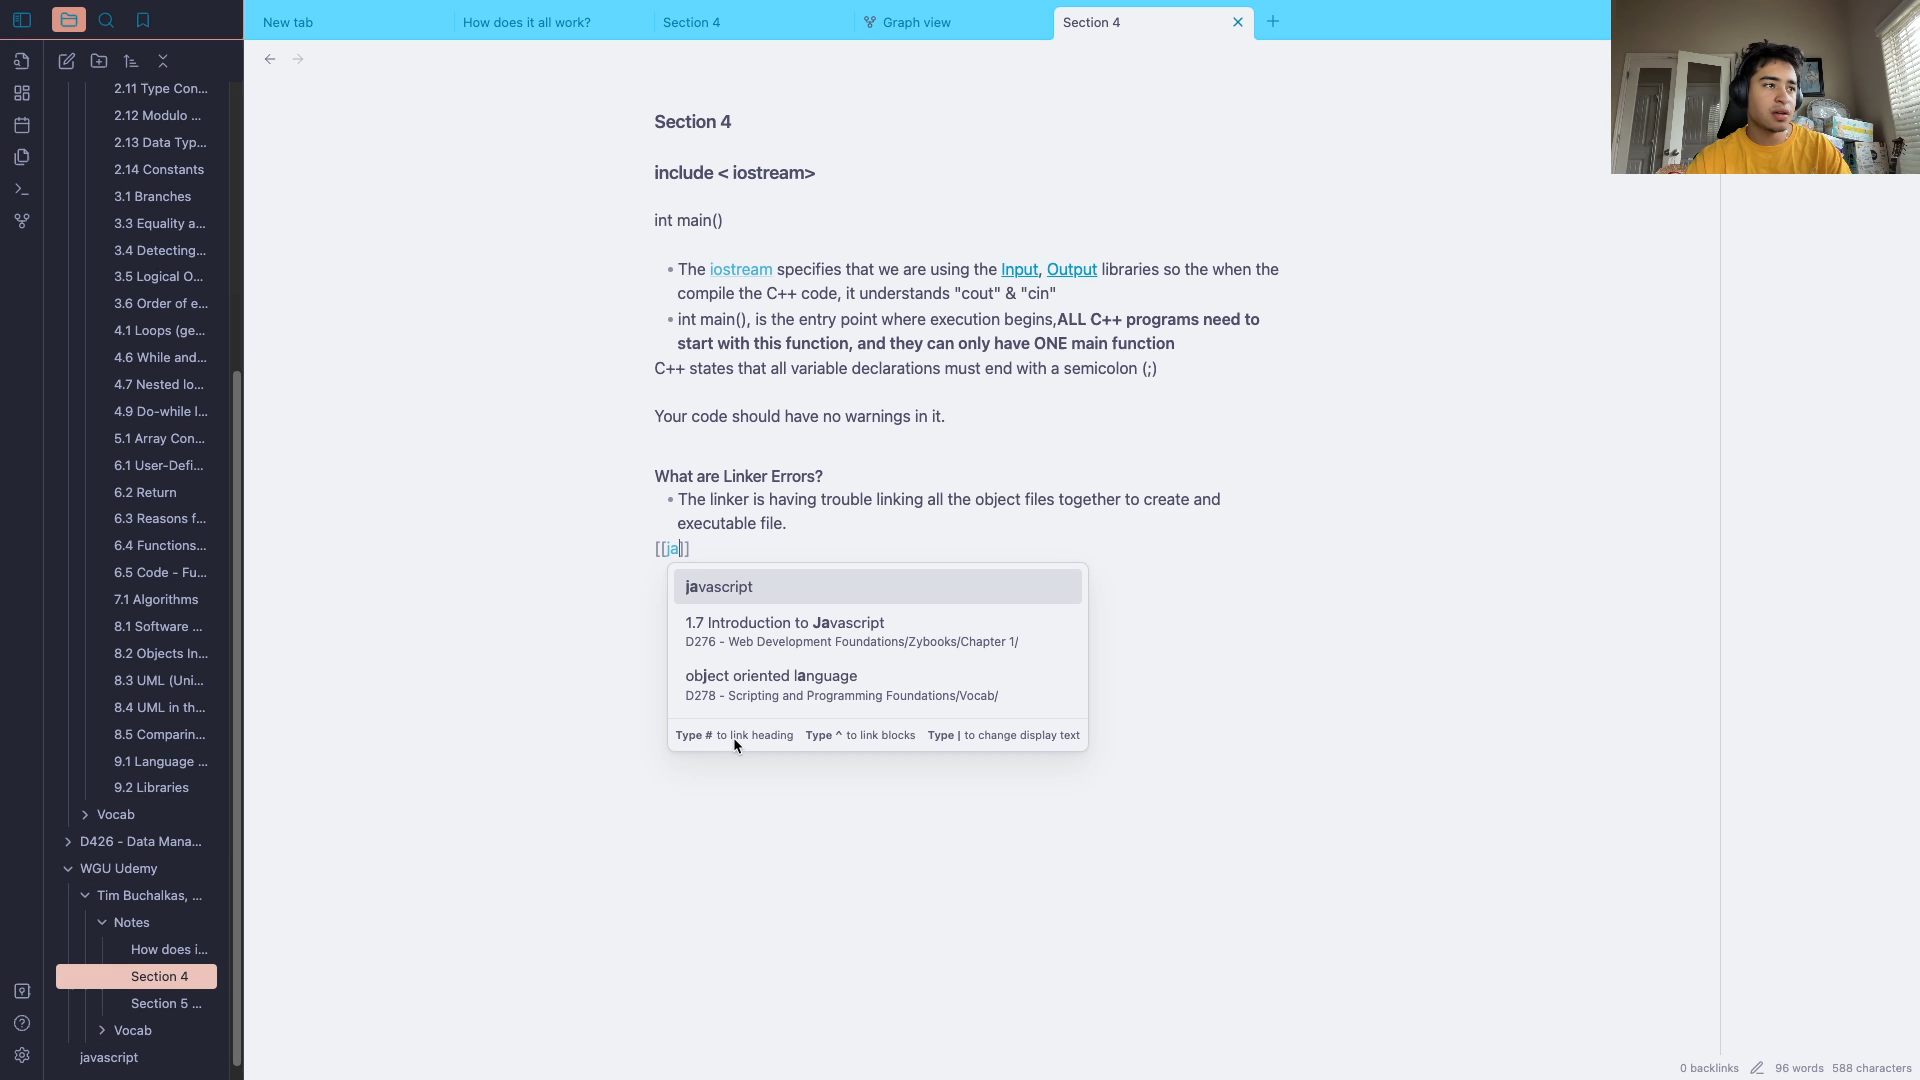 New tab
How does it all work?
Section 4
Graph view
Section 4
2.11 Type Con...
2.12 Modulo ...
2.13 Data Typ...
2.14 Constants
3.1 Branches
3.3 Equality a...
3.4 Detecting...
3.5 Logical O...
3.6 Order of e...
4.1 Loops (ge...
4.6 While and...
4.7 Nested lo...
4.9 Do-while l...
5.1 Array Con...
6.1 User-Defi...
6.2 Return
6.3 Reasons f...
6.4 Functions...
6.5 Code - Fu...
7.1 Algorithms
8.1 Software ...
8.2 Objects In...
8.3 UML (Uni...
8.4 UML in th...
8.5 Comparin...
9.1 Language ...
9.2 Libraries
Vocab
D426 - Data Mana...
WGU Udemy
Tim Buchalkas, ...
Notes
How does i...
Section 4
Section 5 ...
Vocab
javascript
Section 4
include < iostream>
int main()
The iostream specifies that we are using the Input, Output libraries so the when the
compile the C++ code, it understands "cout" & "cin"
int main(), is the entry point where execution begins,ALL C++ programs need to
start with this function, and they can only have ONE main function
C++ states that all variable declarations must end with a semicolon (;)
Your code should have no warnings in it.
What are Linker Errors?
The linker is having trouble linking all the object files together to create and
executable file.
[[ja]]
javascript
1.7 Introduction to Javascript
D276 - Web Development Foundations/Zybooks/Chapter 1/
object oriented language
D278 - Scripting and Programming Foundations/Vocab/
Type # to link heading Type ^ to link blocks Type | to change display text
0 backlinks 96 words 588 characters